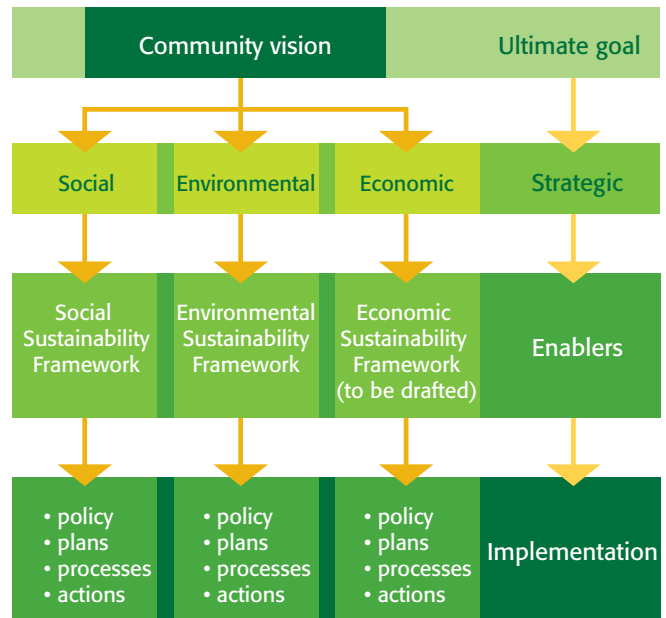 Community vision
Ultimate goal
Social
Environmental
Economic
Strategic
Social
Sustainability
Framework
Environmental
Sustainability
Framework
Economic
Sustainability
Framework
(to be drafted)
Enablers
• policy
• plans
• processes
• actions
• policy
• plans
• processes
• actions
• policy
• plans
• processes
• actions
Implementation